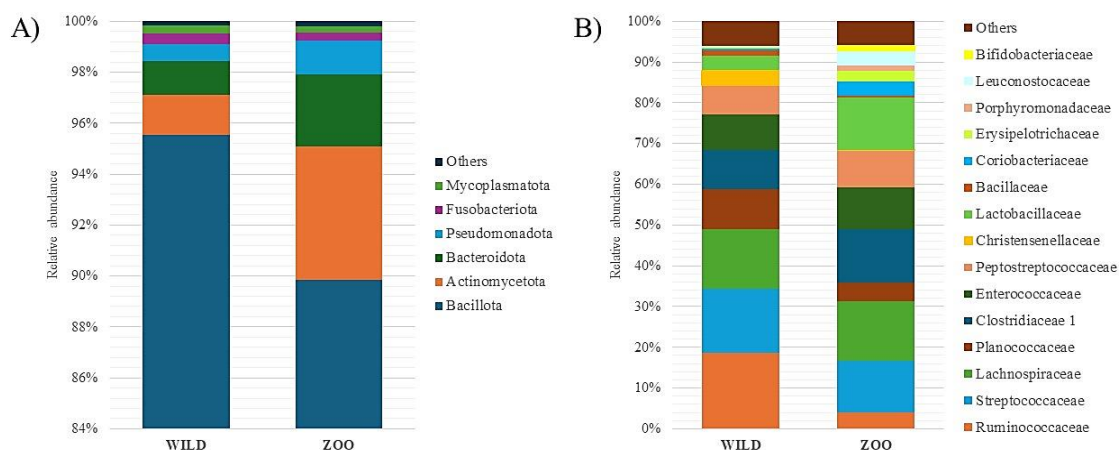 A)
100%
98%
96%
94%
92%
90%
88%
86%
84%
Relative abundance
WILD
ZOO
Others
Mycoplasmatota
Fusobacteriota
Pseudomonadota
Bacteroidota
Actinomycetota
Bacillota
B)
100%
90%
80%
70%
60%
50%
40%
30%
20%
10%
0%
Relative abundance
WILD
ZOO
Others
Bifidobacteriaceae
Leuconostocaceae
Porphyromonadaceae
Erysipelotrichaceae
Coriobacteriaceae
Bacillaceae
Lactobacillaceae
Christensenellaceae
Peptostreptococcaceae
Enterococcaceae
Clostridiaceae 1
Planococcaceae
Lachnospiraceae
Streptococcaceae
Ruminococcaceae